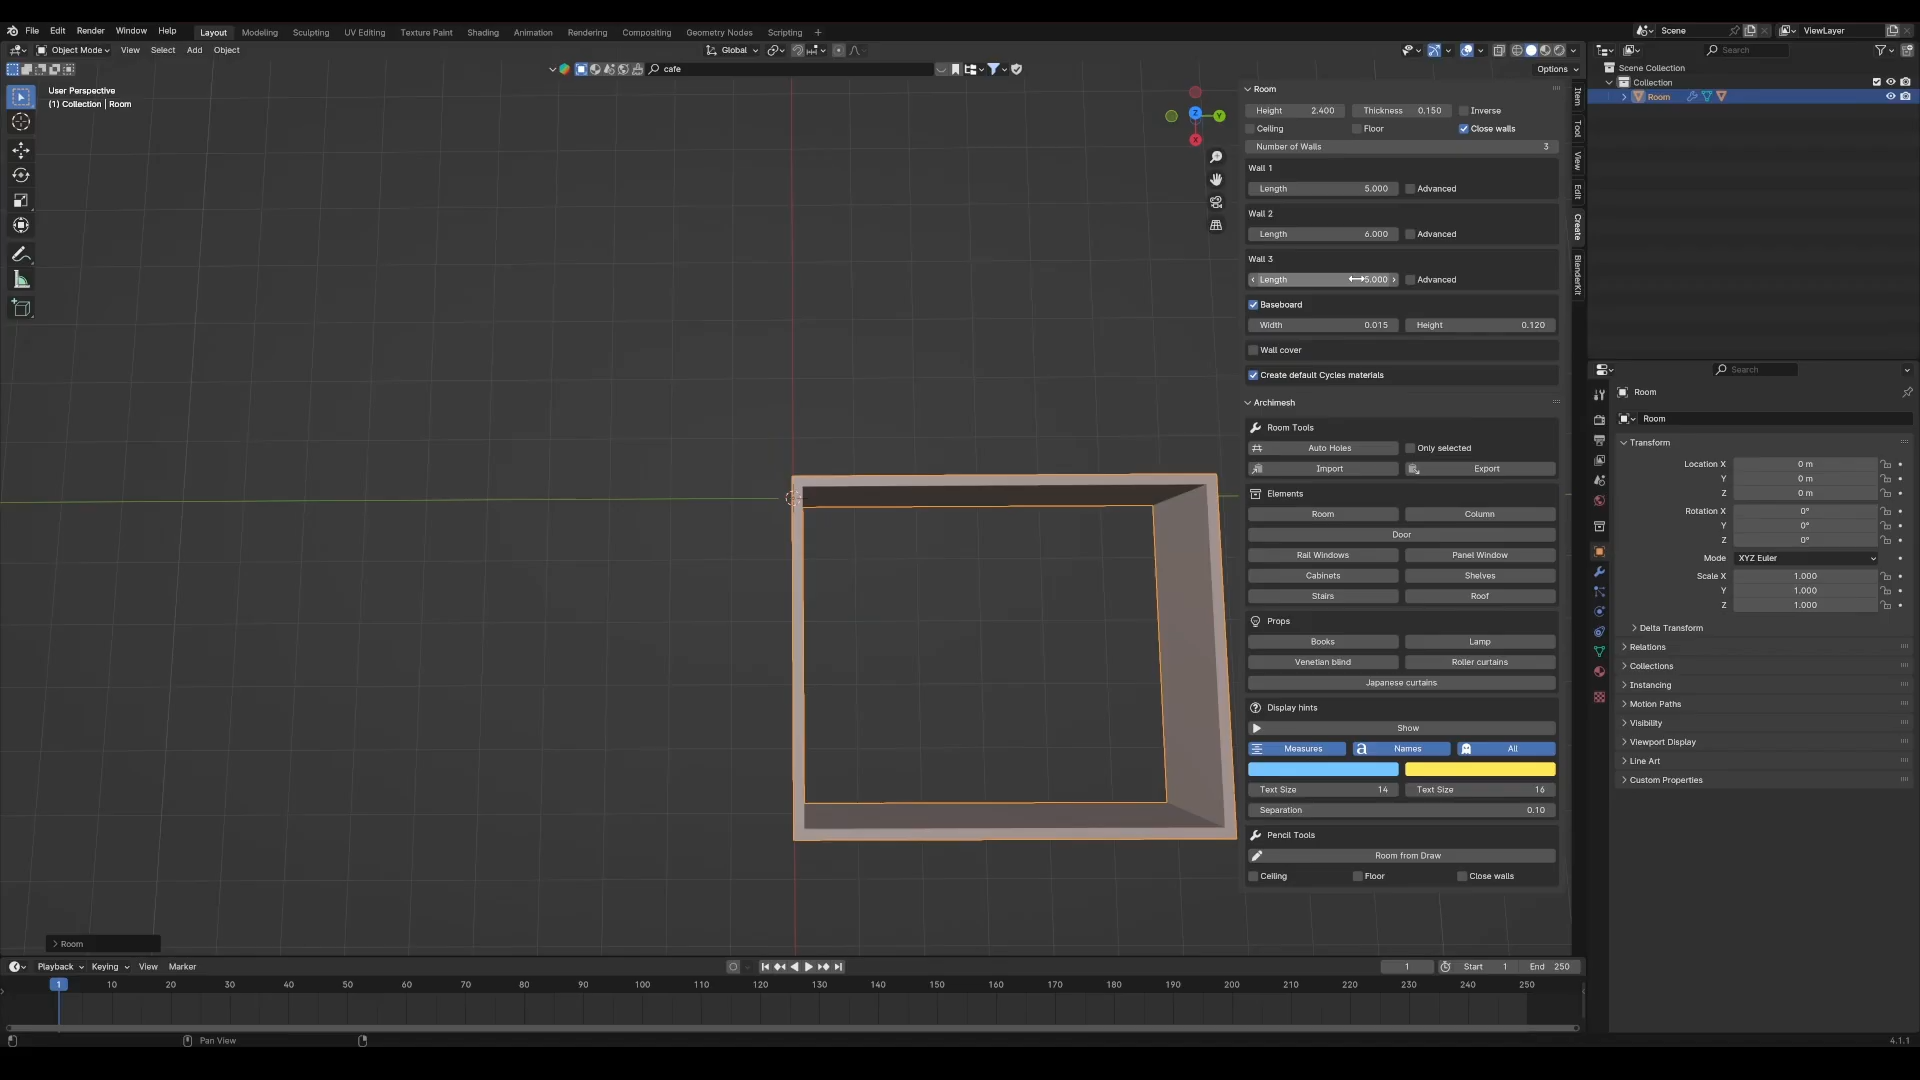 File Edit Render Window Help Layout Modeling Sculpting UV Editing Texture Paint Shading Animation Rendering Compositing Geometry Nodes Scripting + Scene ViewLayer
Object Mode View Select Add Object Global Search
cafe Options
User Perspective
(1) Collection | Room
Scene Collection
Collection
Room
Room
Height 2.400 Thickness 0.150 Inverse
Ceiling Floor Close walls
Number of Walls 3
Wall 1
Length 5.000 Advanced
Wall 2
Length 6.000 Advanced
Wall 3
Length 5.000 Advanced
Baseboard
Width 0.015 Height 0.120
Wall cover
Create default Cycles materials
Archimesh
Room Tools
Auto Holes Only selected
Import Export
Elements
Room Column
Door
Rail Windows Panel Window
Cabinets Shelves
Stairs Roof
Props
Books Lamp
Venetian blind Roller curtains
Japanese curtains
Display hints
Show
Measures a Names All
Text Size 14 Text Size 16
Separation 0.10
Pencil Tools
Room from Draw
Ceiling Floor Close walls
Item
Tool
View
Edit
Create
BlenderKit
Z
Y
X
Search
Room
Room
Transform
Location X 0 m
Y 0 m
Z 0 m
Rotation X 0°
Y 0°
Z 0°
Mode XYZ Euler
Scale X 1.000
Y 1.000
Z 1.000
Delta Transform
Relations
Collections
Instancing
Motion Paths
Visibility
Viewport Display
Line Art
Custom Properties
Room
Playback Keying View Marker 1 Start 1 End 250
1 10 20 30 40 50 60 70 80 90 100 110 120 130 140 150 160 170 180 190 200 210 220 230 240 250
Pan View 4.1.1